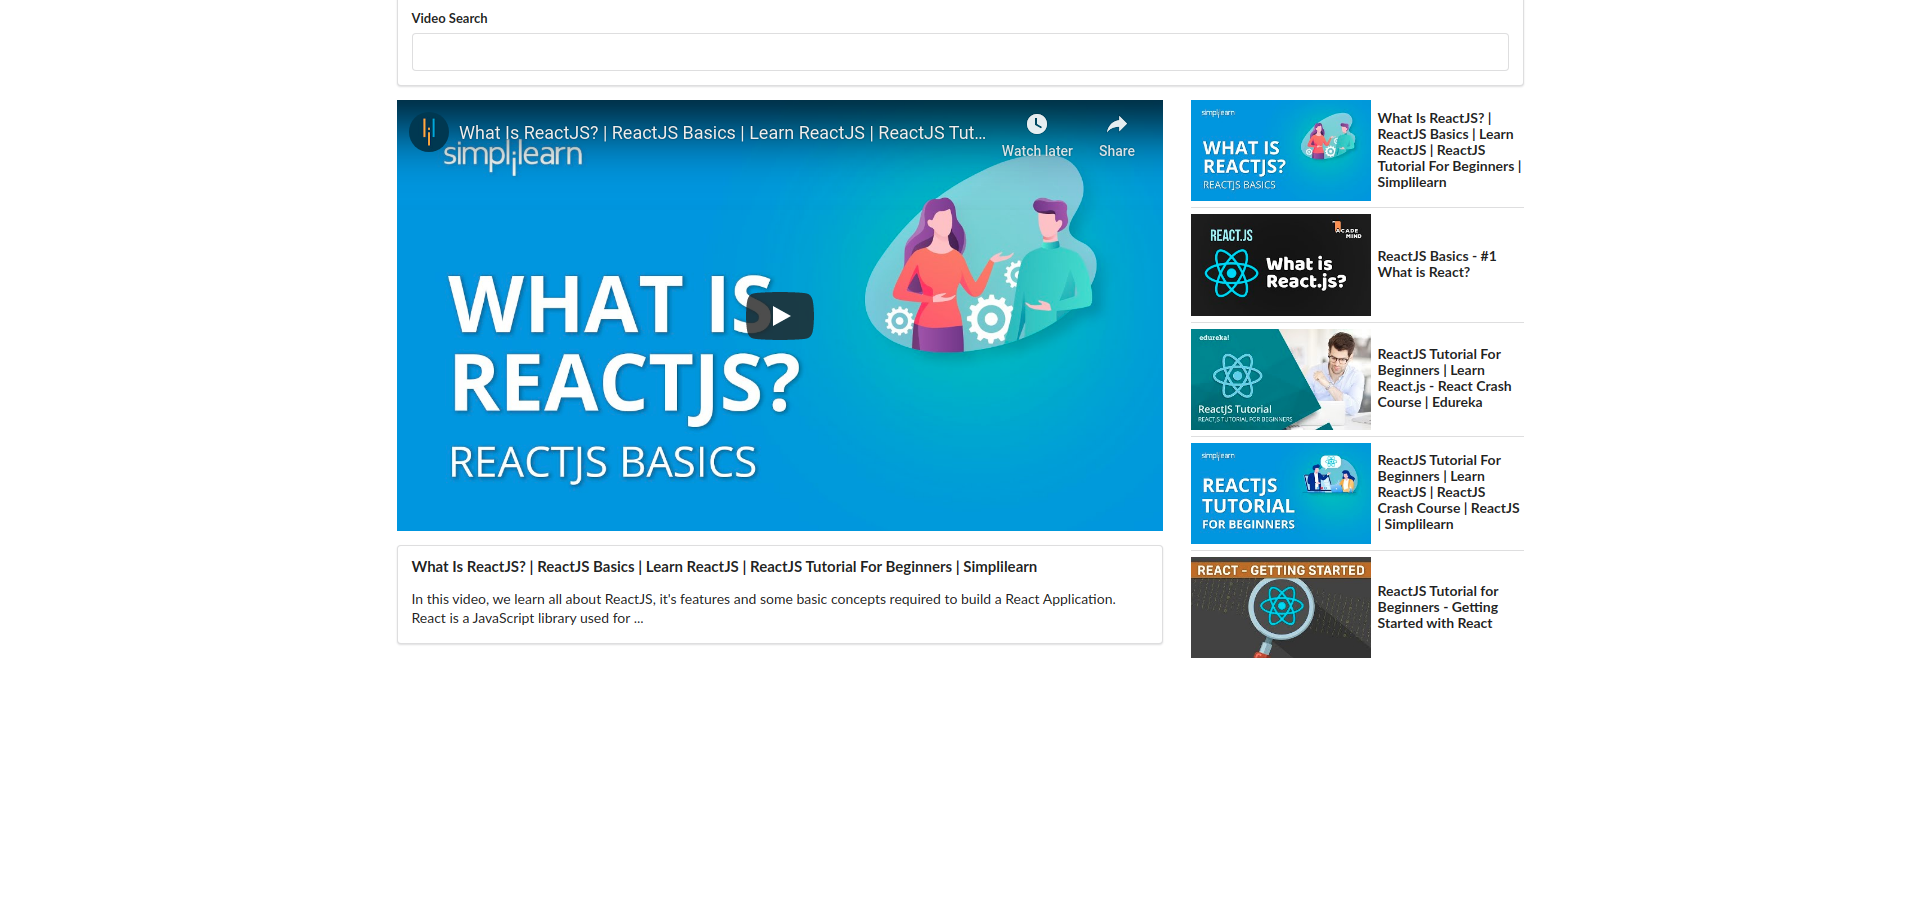 Video Search
What Is ReactJS? | ReactJS Basics | Learn ReactJS | ReactJS Tut...
Watch later
Share
simplilearn
WHAT IS
REACTJS?
REACTJS BASICS
What Is ReactJS? | ReactJS Basics | Learn ReactJS | ReactJS Tutorial For Beginners | Simplilearn
In this video, we learn all about ReactJS, it's features and some basic concepts required to build a React Application.
React is a JavaScript library used for ...
simplilearn
WHAT IS
REACTJS?
REACTJS BASICS
What Is ReactJS? |
ReactJS Basics | Learn
ReactJS | ReactJS
Tutorial For Beginners |
Simplilearn
REACT.JS
ACADE
MIND
What is
React.js?
ReactJS Basics - #1
What is React?
edureka!
ReactJS Tutorial
REACTJS TUTORIAL FOR BEGINNERS
ReactJS Tutorial For
Beginners | Learn
React.js - React Crash
Course | Edureka
simplilearn
REACTJS
TUTORIAL
FOR BEGINNERS
ReactJS Tutorial For
Beginners | Learn
ReactJS | ReactJS
Crash Course | ReactJS
| Simplilearn
REACT - GETTING STARTED
ReactJS Tutorial for
Beginners - Getting
Started with React